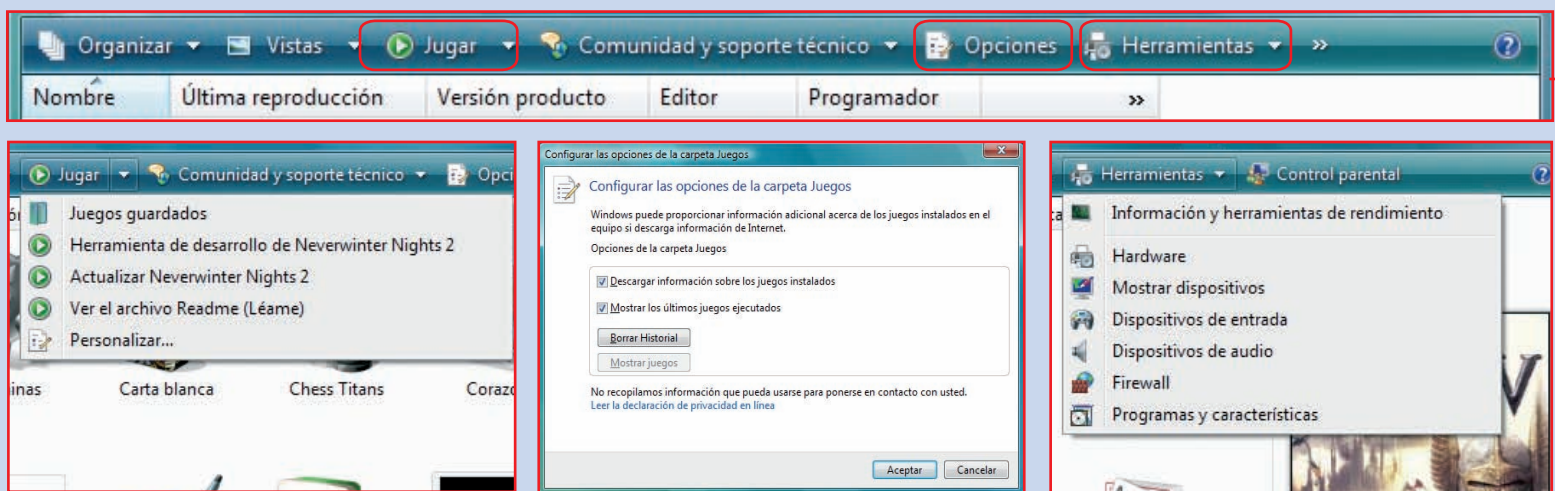 Organizar Vistas Jugar Comunidad y soporte técnico Opciones Herramientas »
Nombre Última reproducción Versión producto Editor Programador »
Jugar Comunidad y soporte técnico Opci
Juegos guardados
Herramienta de desarrollo de Neverwinter Nights 2
Actualizar Neverwinter Nights 2
Ver el archivo Readme (Léame)
Personalizar...
inas Carta blanca Chess Titans Corazo
Configurar las opciones de la carpeta Juegos
Configurar las opciones de la carpeta Juegos
Windows puede proporcionar información adicional acerca de los juegos instalados en el
equipo si descarga información de Internet.
Opciones de la carpeta Juegos
Descargar información sobre los juegos instalados
Mostrar los últimos juegos ejecutados
Borrar Historial
Mostrar juegos
No recopilamos información que pueda usarse para ponerse en contacto con usted.
Leer la declaración de privacidad en línea
Aceptar Cancelar
Herramientas Control parental
Información y herramientas de rendimiento
Hardware
Mostrar dispositivos
Dispositivos de entrada
Dispositivos de audio
Firewall
Programas y características